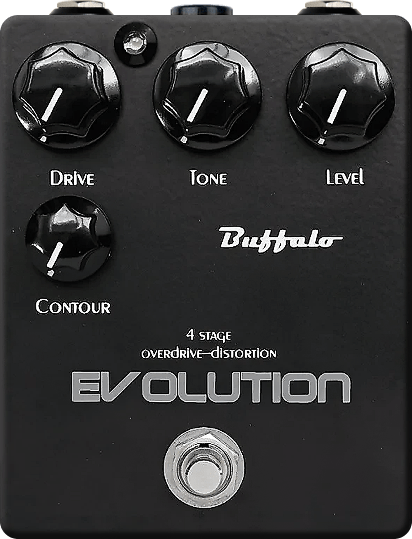 Drive Tone Level
Contour
Buffalo
4 stage
overdrive-distortion
EVOLUTION